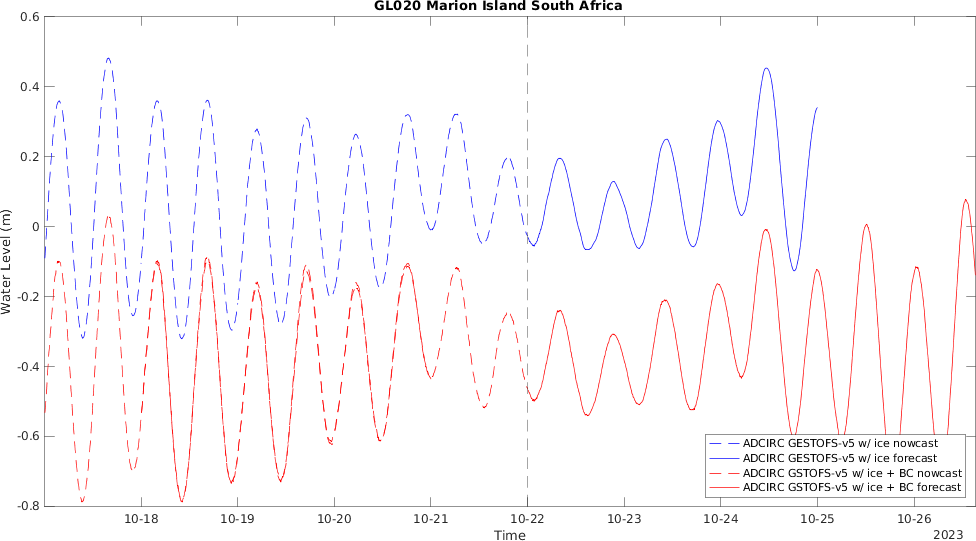 GL020 Marion Island South Africa
0.6
0.4
0.2
0
-0.2
-0.4
-0.6
-0.8
Water Level (m)
ADCIRC GESTOFS-v5 w/ ice nowcast
ADCIRC GESTOFS-v5 w/ ice forecast
ADCIRC GSTOFS-v5 w/ ice + BC nowcast
ADCIRC GSTOFS-v5 w/ ice + BC forecast
10-18 10-19 10-20 10-21 10-22 10-23 10-24 10-25 10-26
Time
2023